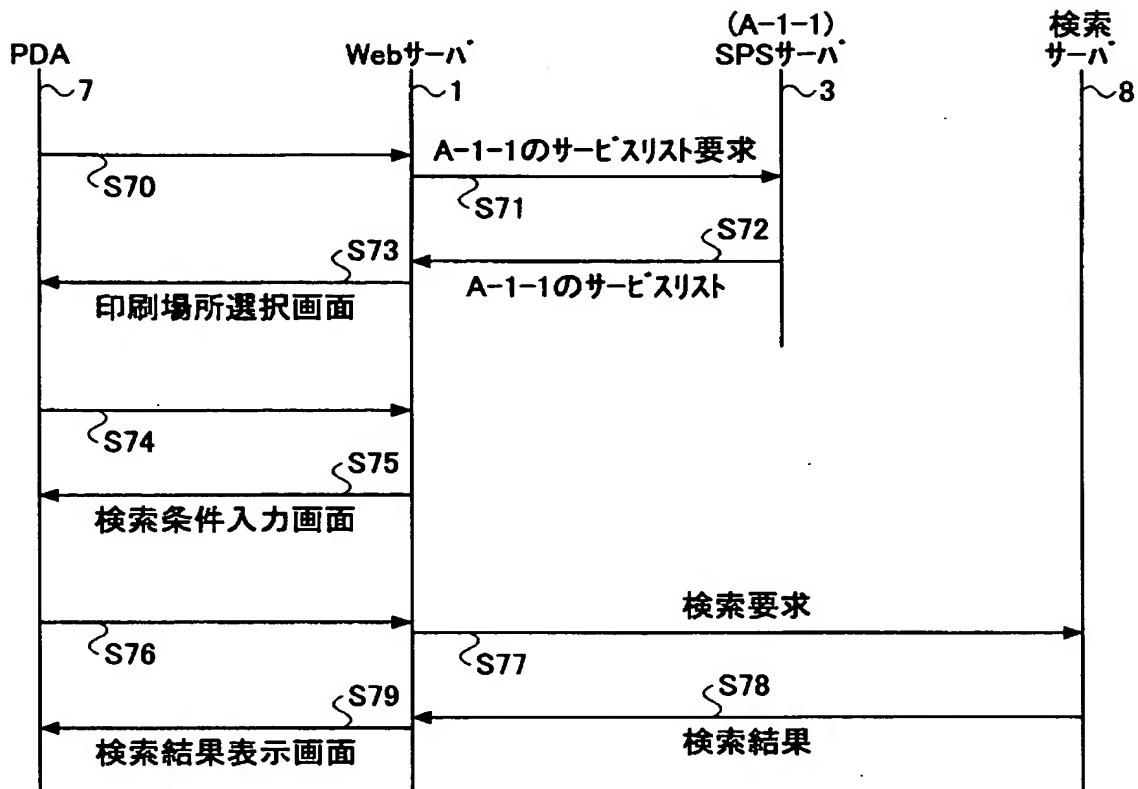 PDA
7
Webサーバ
1
(A-1-1)
SPSサーバ
3
検索
サーバ
8
S70
A-1-1のサービスリスト要求
S71
S72
A-1-1のサービスリスト
S73
印刷場所選択画面
S74
S75
検索条件入力画面
S76
検索要求
S77
S78
検索結果
S79
検索結果表示画面